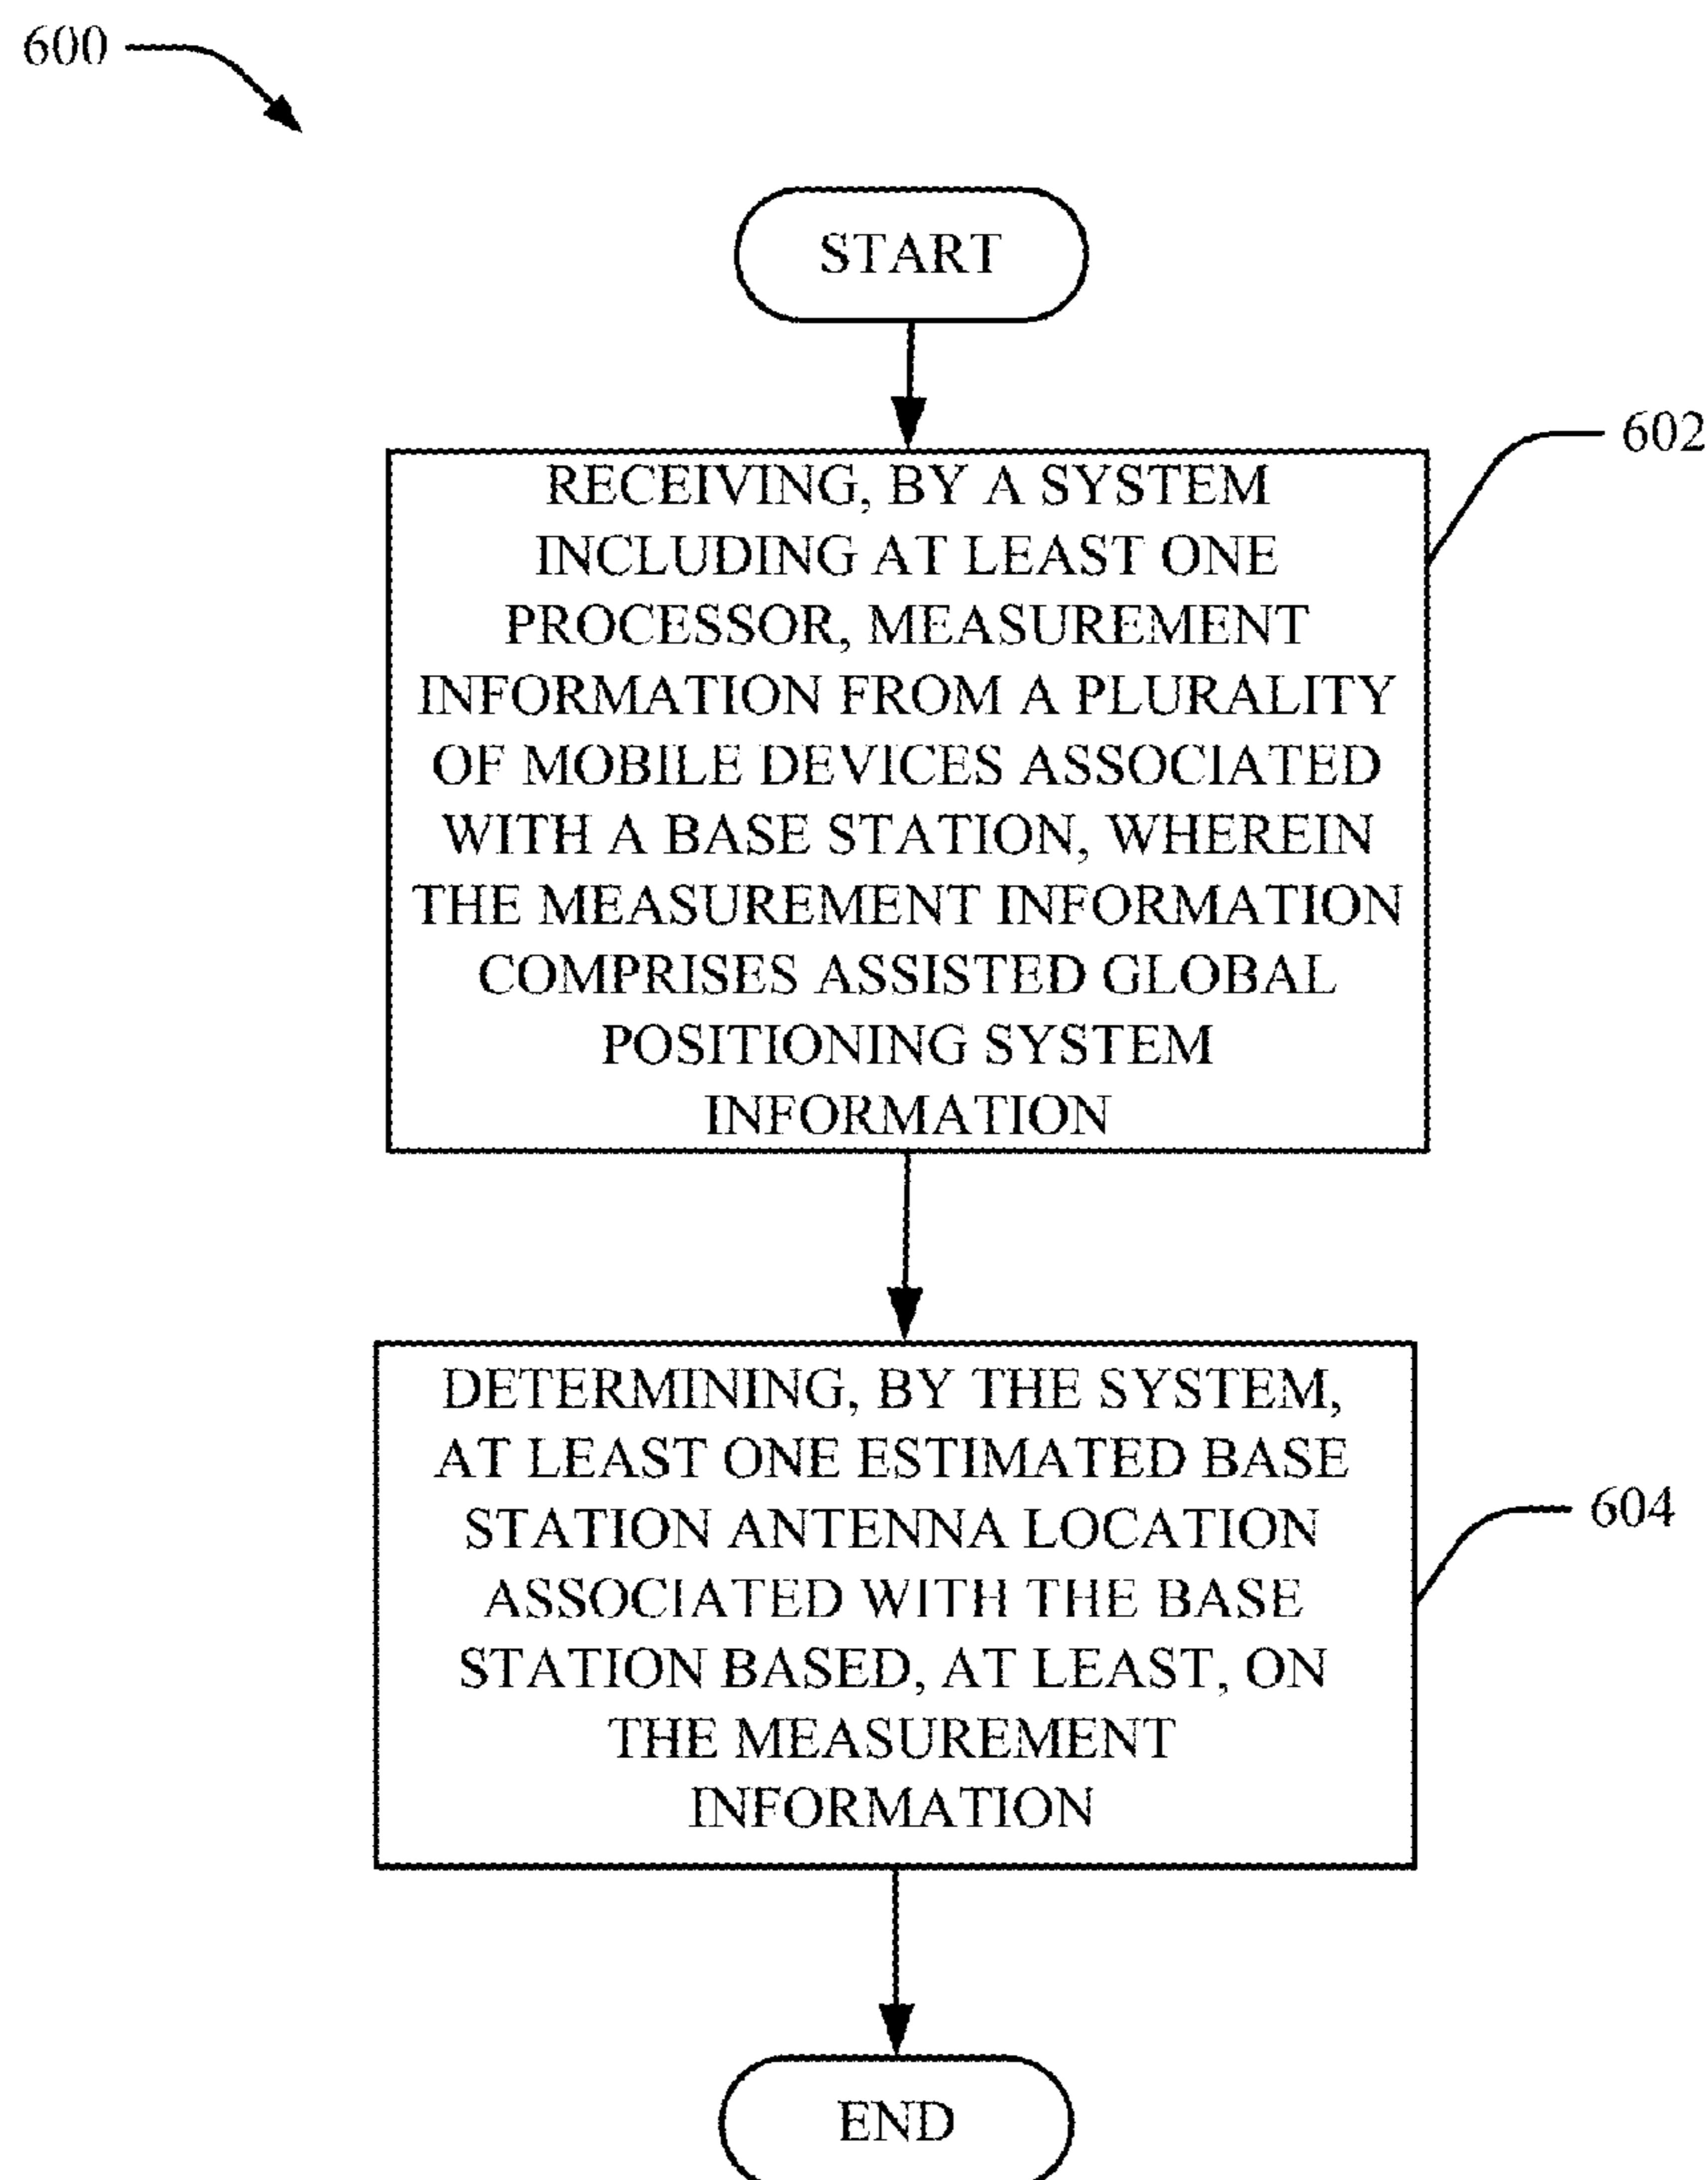 600
START
602
RECEIVING, BY A SYSTEM
INCLUDING AT LEAST ONE
PROCESSOR, MEASUREMENT
INFORMATION FROM A PLURALITY
OF MOBILE DEVICES ASSOCIATED
WITH A BASE STATION, WHEREIN
THE MEASUREMENT INFORMATION
COMPRISES ASSISTED GLOBAL
POSITIONING SYSTEM
INFORMATION
DETERMINING, BY THE SYSTEM,
AT LEAST ONE ESTIMATED BASE
STATION ANTENNA LOCATION
ASSOCIATED WITH THE BASE
STATION BASED, AT LEAST, ON
THE MEASUREMENT
INFORMATION
604
END